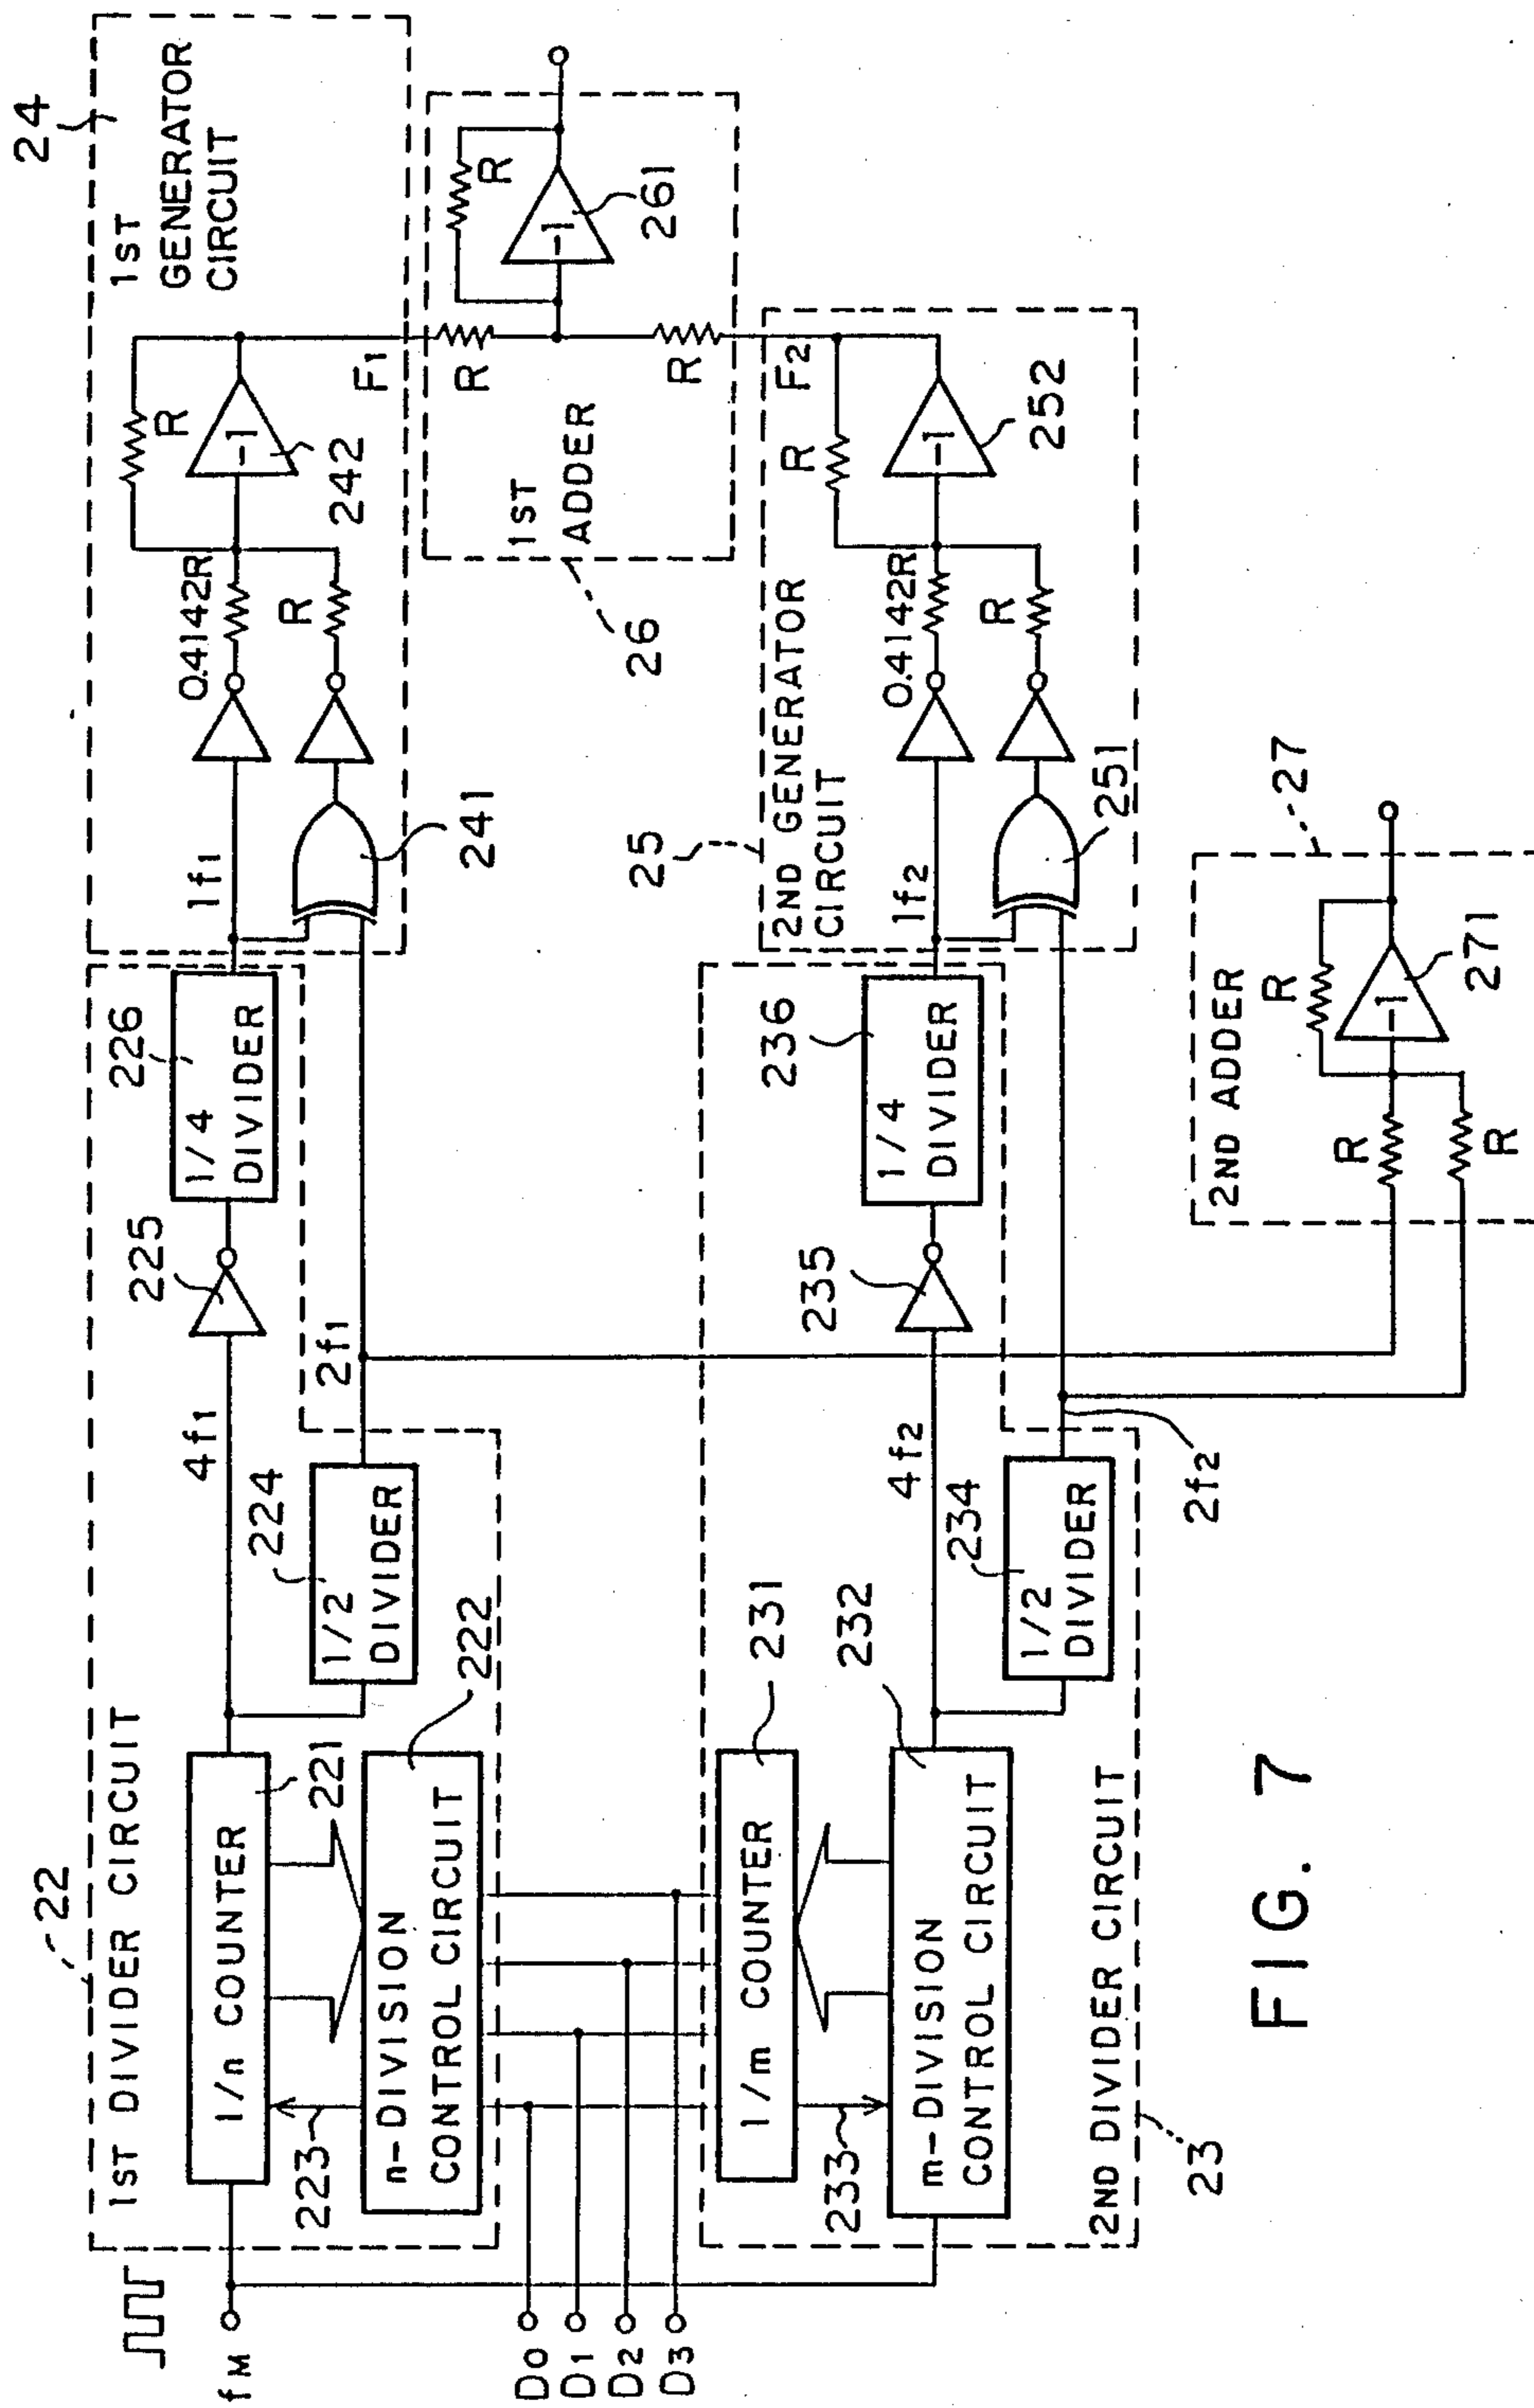 22
1ST DIVIDER CIRCUIT
fM
1/n COUNTER
221
223
n-DIVISION
CONTROL CIRCUIT
222
4f1
224
1/2
DIVIDER
225
226
1/4
DIVIDER
2f1
24
1ST
GENERATOR
CIRCUIT
1f1
241
0.4142R
R
R
-1
242
F1
R
R
1ST
ADDER
26
R
-1
261
D0
D1
D2
D3
1/m COUNTER
231
233
m-DIVISION
CONTROL CIRCUIT
232
2ND DIVIDER CIRCUIT
23
4f2
234
1/2
DIVIDER
2f2
235
236
1/4
DIVIDER
25
2ND GENERATOR
CIRCUIT
1f2
251
0.4142R
R
R
-1
252
F2
27
2ND ADDER
R
R
R
-1
271
FIG. 7